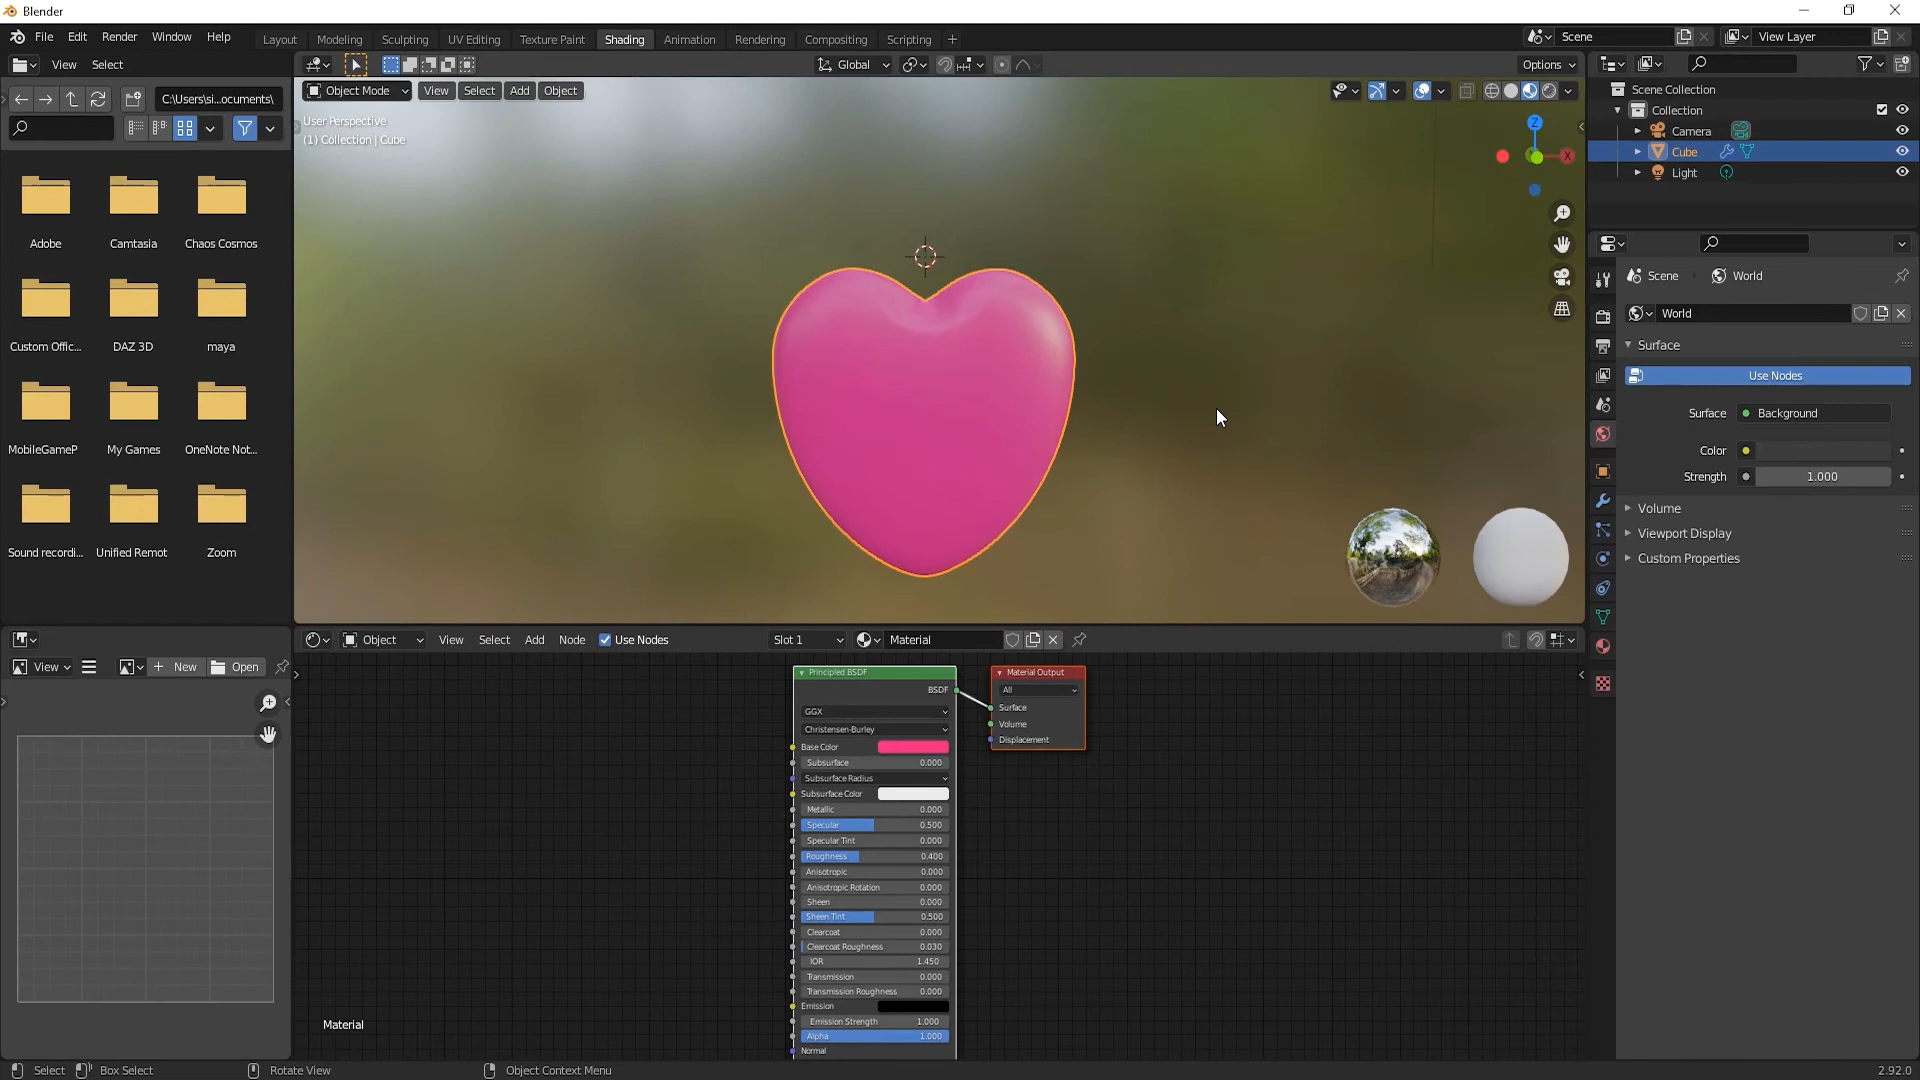 Blender
File Edit Render Window Help
Layout Modeling Sculpting UV Editing Texture Paint Shading Animation Rendering Compositing Scripting +
Scene
View Layer
View Select
Global
Options
C:\Users\si...ocuments\
Object Mode View Select Add Object
User Perspective
(1) Collection | Cube
Z
X
Adobe
Camtasia
Chaos Cosmos
Custom Offic...
DAZ 3D
maya
MobileGameP
My Games
OneNote Not...
Sound recordi...
Unified Remot
Zoom
Scene Collection
Collection
Camera
Cube
Light
Scene
World
World
Surface
Use Nodes
Surface Background
Color
Strength 1.000
Volume
Viewport Display
Custom Properties
Object View Select Add Node Use Nodes Slot 1 Material
View New Open
Principled BSDF
BSDF
GGX
Christensen-Burley
Base Color
Subsurface 0.000
Subsurface Radius
Subsurface Color
Metallic 0.000
Specular 0.500
Specular Tint 0.000
Roughness 0.400
Anisotropic 0.000
Anisotropic Rotation 0.000
Sheen 0.000
Sheen Tint 0.500
Clearcoat 0.000
Clearcoat Roughness 0.030
IOR 1.450
Transmission 0.000
Transmission Roughness 0.000
Emission
Emission Strength 1.000
Alpha 1.000
Normal
Material Output
All
Surface
Volume
Displacement
Material
Select Box Select Rotate View Object Context Menu 2.92.0